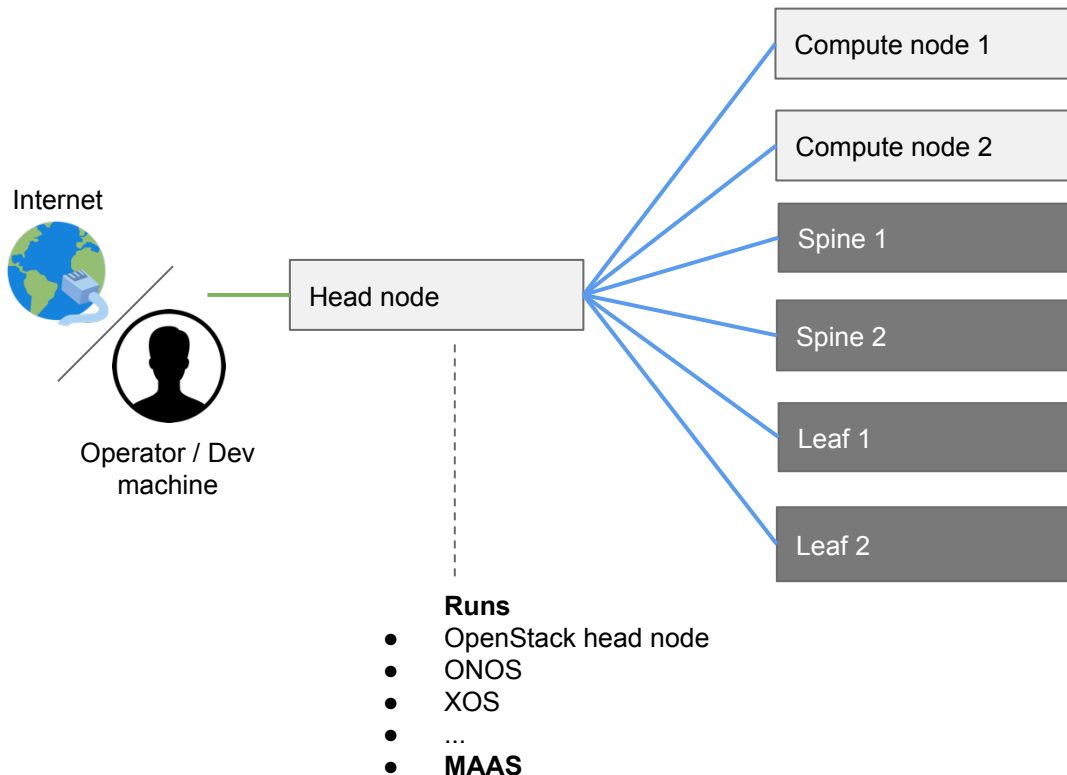 Compute node 1
Compute node 2
Internet
Spine 1
Head node
Spine 2
Operator / Dev
machine
Leaf 1
Leaf 2
Runs
● OpenStack head node
● ONOS
● XOS
● ...
● MAAS